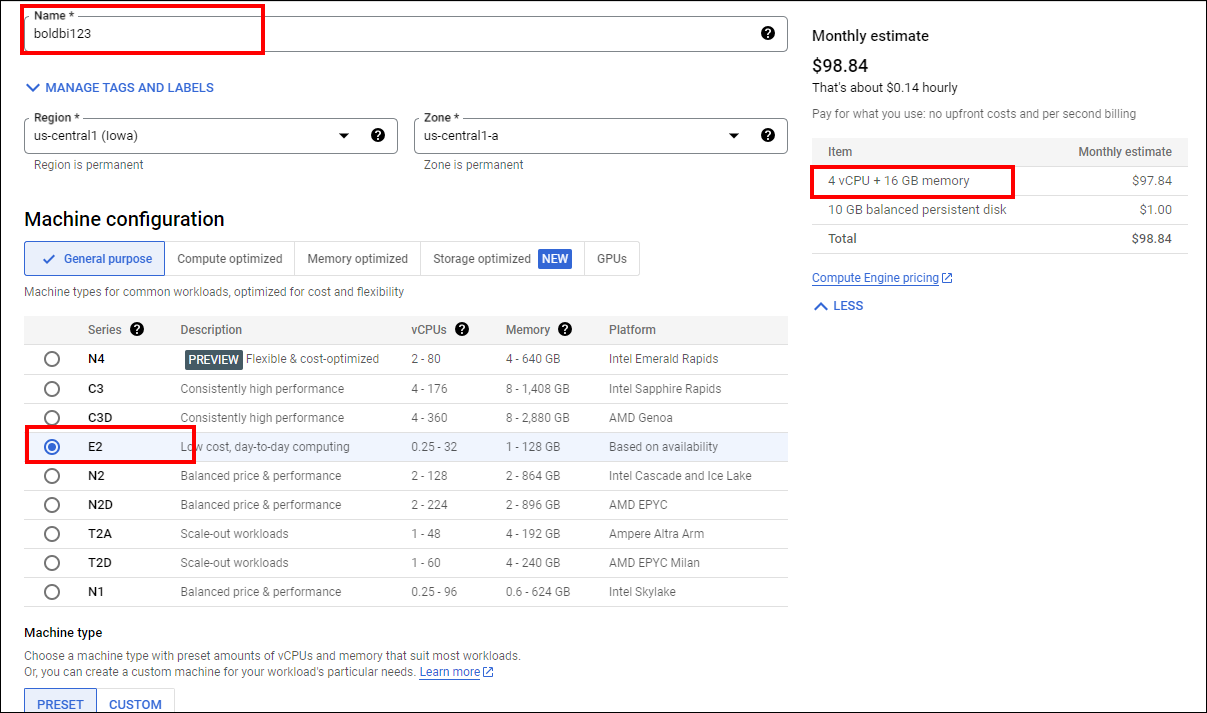 Name *
boldbi123
MANAGE TAGS AND LABELS
Region *
us-central1 (Iowa)
Region is permanent
Zone *
us-central1-a
Zone is permanent
Machine configuration
General purpose
Compute optimized
Memory optimized
Storage optimized NEW
GPUs
Machine types for common workloads, optimized for cost and flexibility
Series Description vCPUs Memory Platform
N4 PREVIEW Flexible & cost-optimized 2 - 80 4 - 640 GB Intel Emerald Rapids
C3 Consistently high performance 4 - 176 8 - 1,408 GB Intel Sapphire Rapids
C3D Consistently high performance 4 - 360 8 - 2,880 GB AMD Genoa
E2 Low cost, day-to-day computing 0.25 - 32 1 - 128 GB Based on availability
N2 Balanced price & performance 2 - 128 2 - 864 GB Intel Cascade and Ice Lake
N2D Balanced price & performance 2 - 224 2 - 896 GB AMD EPYC
T2A Scale-out workloads 1 - 48 4 - 192 GB Ampere Altra Arm
T2D Scale-out workloads 1 - 60 4 - 240 GB AMD EPYC Milan
N1 Balanced price & performance 0.25 - 96 0.6 - 624 GB Intel Skylake
Machine type
Choose a machine type with preset amounts of vCPUs and memory that suit most workloads.
Or, you can create a custom machine for your workload's particular needs. Learn more
PRESET
CUSTOM
Monthly estimate
$98.84
That's about $0.14 hourly
Pay for what you use: no upfront costs and per second billing
Item Monthly estimate
4 vCPU + 16 GB memory $97.84
10 GB balanced persistent disk $1.00
Total $98.84
Compute Engine pricing
LESS